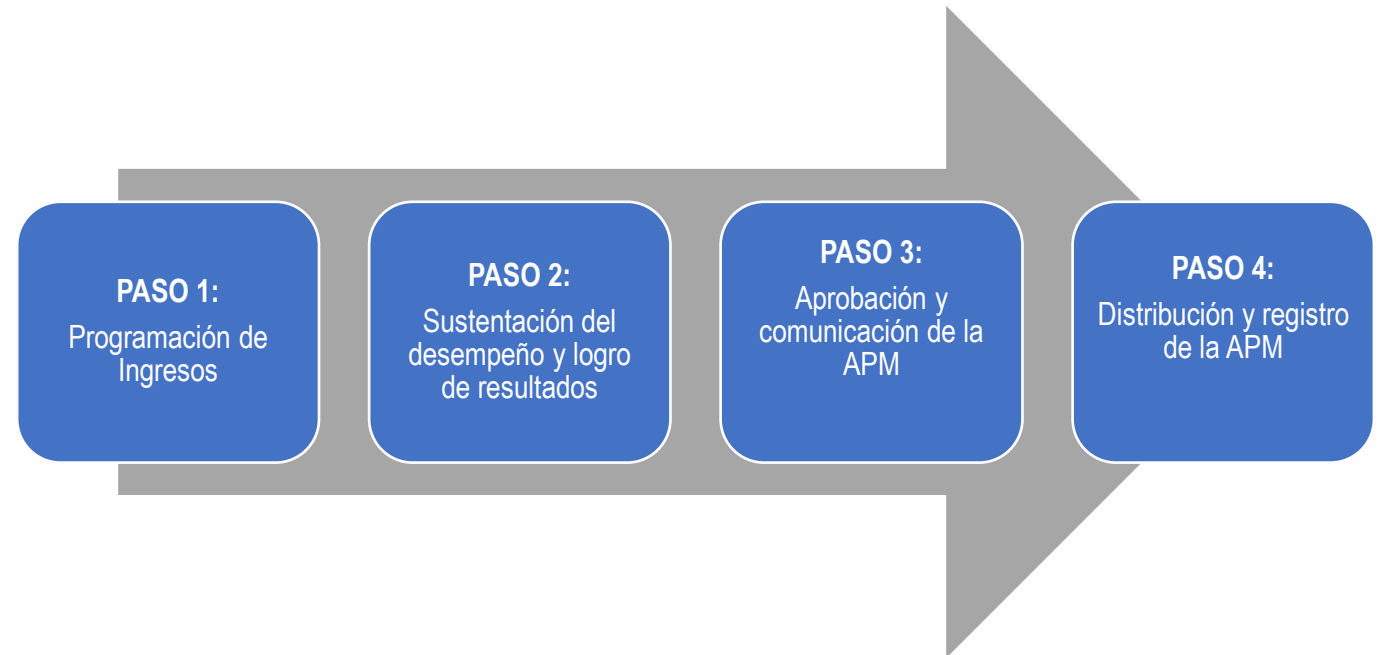 PASO 1:
Programación de
Ingresos
PASO 2:
Sustentación del
desempeño y logro
de resultados
PASO 3:
Aprobación y
comunicación de la
APM
PASO 4:
Distribución y registro
de la APM